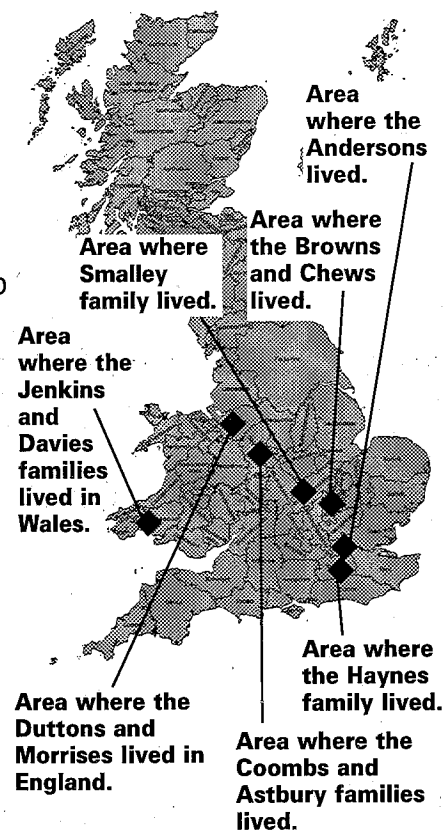 Area
where the
Andersons
lived.
Area where
the Browns
and Chews
lived.
Area where
Smalley
family lived.
Area
where the
Jenkins
and
Davies
families
lived in
Wales.
Area where
the Haynes
family lived.
Area where the
Duttons and
Morrises lived in
England.
Area where the
Coombs and
Astbury families
lived.